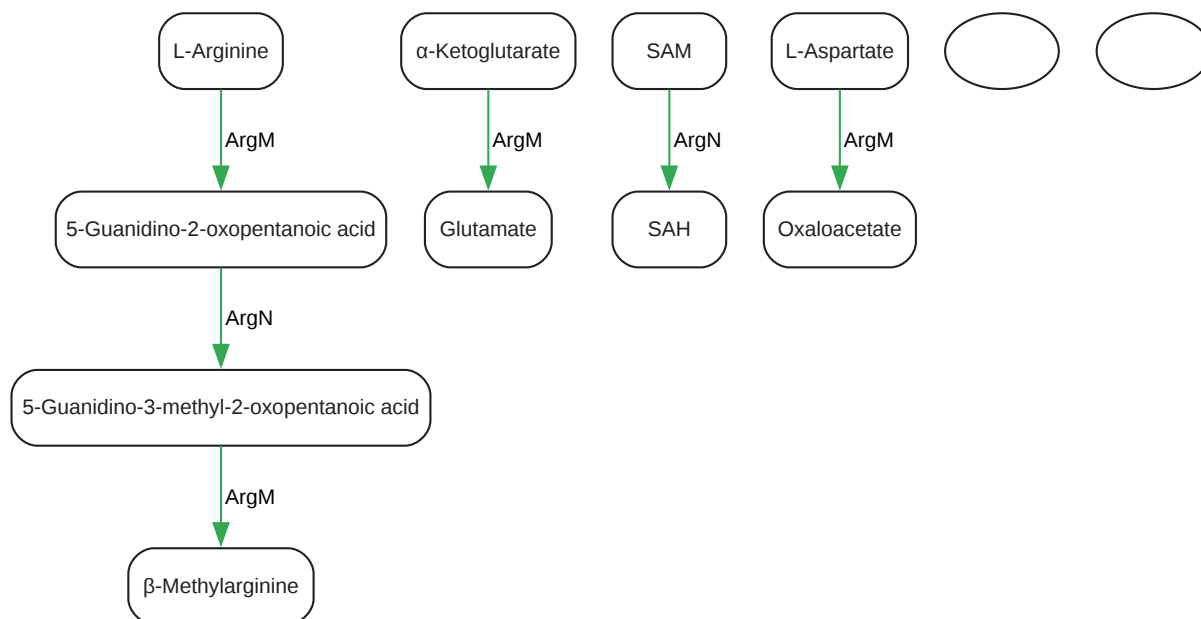 L-Arginine
α-Ketoglutarate
SAM
L-Aspartate
ArgM
ArgM
ArgN
ArgM
5-Guanidino-2-oxopentanoic acid
Glutamate
SAH
Oxaloacetate
ArgN
5-Guanidino-3-methyl-2-oxopentanoic acid
ArgM
β-Methylarginine